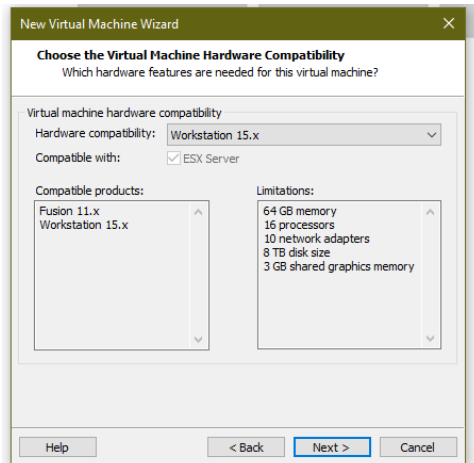 New Virtual Machine Wizard
Choose the Virtual Machine Hardware Compatibility
Which hardware features are needed for this virtual machine?
Virtual machine hardware compatibility
Hardware compatibility: Workstation 15.x
Compatible with: ESX Server
Compatible products:
Fusion 11.x
Workstation 15.x
Limitations:
64 GB memory
16 processors
10 network adapters
8 TB disk size
3 GB shared graphics memory
Help < Back Next > Cancel